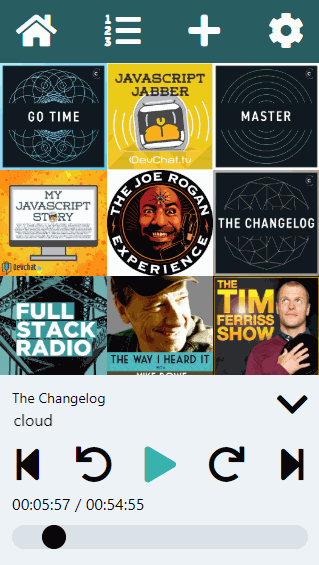 1
2
3
GO TIME
JAVASCRIPT
JABBER
iDevChat.tv
MASTER
MY
JAVASCRIPT
STORY
Devchat.tv
THE JOE ROGAN
EXPERIENCE
THE CHANGELOG
FULL
STACK
RADIO
THE WAY I HEARD IT
WITH
MIKE ROWE
THE
TIM
FERRISS
SHOW
The Changelog
cloud
00:05:57 / 00:54:55